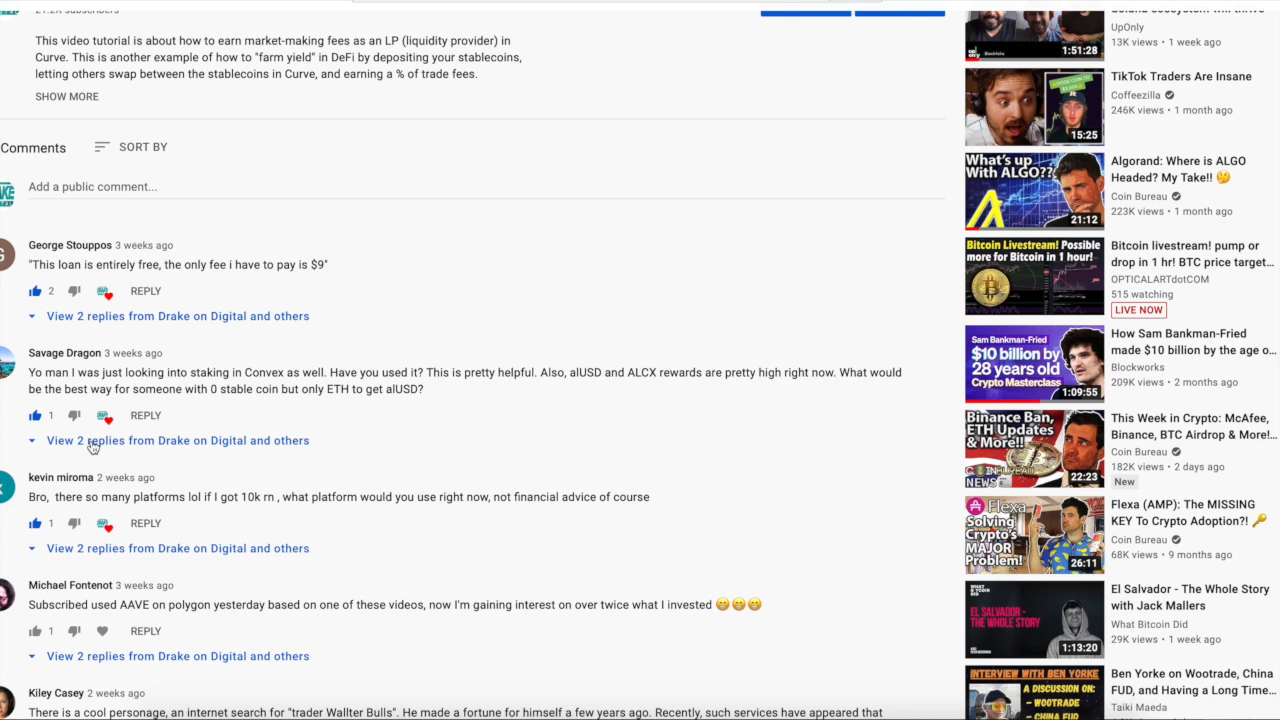 21.2K subscribers
This video tutorial is about how to earn market-making fees is an LP (liquidity provider) in
Curve. This is another example of how to "farm yield" in DeFi by depositing your stablecoins,
letting others swap between the stablecoins in Curve, and earning a % of trade fees.
SHOW MORE
Comments
SORT BY
Add a public comment...
George Stouppos 3 weeks ago
"This loan is entirely free, the only fee i have to pay is $9"
2 REPLY
View 2 replies from Drake on Digital and others
Savage Dragon 3 weeks ago
Yo man I was just looking into staking in Cons as well. Have you used it? This is pretty helpful. Also, alUSD and ALCX rewards are pretty high right now. What would
be the best way for someone with 0 stable coin but only ETH to get alUSD?
1 REPLY
View 2 replies from Drake on Digital and others
kevin miroma 2 weeks ago
Bro, there so many platforms lol if I got 10k rn , what platform would you use right now, not financial advice of course
1 REPLY
View 2 replies from Drake on Digital and others
Michael Fontenot 3 weeks ago
Subscribed used AAVE on polygon yesterday based on one of these videos, now I'm gaining interest on over twice what I invested 😀😀😀
1 REPLY
View 2 replies from Drake on Digital and others
Kiley Casey 2 weeks ago
There is a cool personage, an internet search in
He made a fortune for himself a few years ago. Recently, such services have appeared that
Solana ecosystem will thrive
UpOnly
13K views • 1 week ago
1:51:28
TikTok Traders Are Insane
Coffeezilla
246K views • 1 month ago
15:25
What's up
With ALGO??
21:12
Algorand: Where is ALGO
Headed? My Take!! 🤔
Coin Bureau
223K views • 1 month ago
Bitcoin Livestream! Possible
more for Bitcoin in 1 hour!
Bitcoin livestream! pump or
drop in 1 hr! BTC price target...
OPTICALARTdotCOM
515 watching
LIVE NOW
Sam Bankman-Fried
$10 billion by
28 years old
Crypto Masterclass
1:09:55
How Sam Bankman-Fried
made $10 billion by the age o...
Blockworks
209K views • 2 months ago
Binance Ban,
ETH Updates
& More!!
COIN BUREAU
NEWS
22:23
This Week in Crypto: McAfee,
Binance, BTC Airdrop & More!...
Coin Bureau
182K views • 2 days ago
New
Flexa
Solving
Crypto's
MAJOR
Problem!
26:11
Flexa (AMP): The MISSING
KEY To Crypto Adoption?! 🔑
Coin Bureau
68K views • 9 months ago
WHAT
BITCOIN
DID
EL SALVADOR -
THE WHOLE STORY
1:13:20
El Salvador - The Whole Story
with Jack Mallers
What Bitcoin Did
29K views • 1 week ago
INTERVIEW WITH BEN YORKE
A DISCUSSION ON:
- WOOTRADE
- CHINA FUD
Ben Yorke on Wootrade, China
FUD, and Having a Long Time...
Taiki Maeda